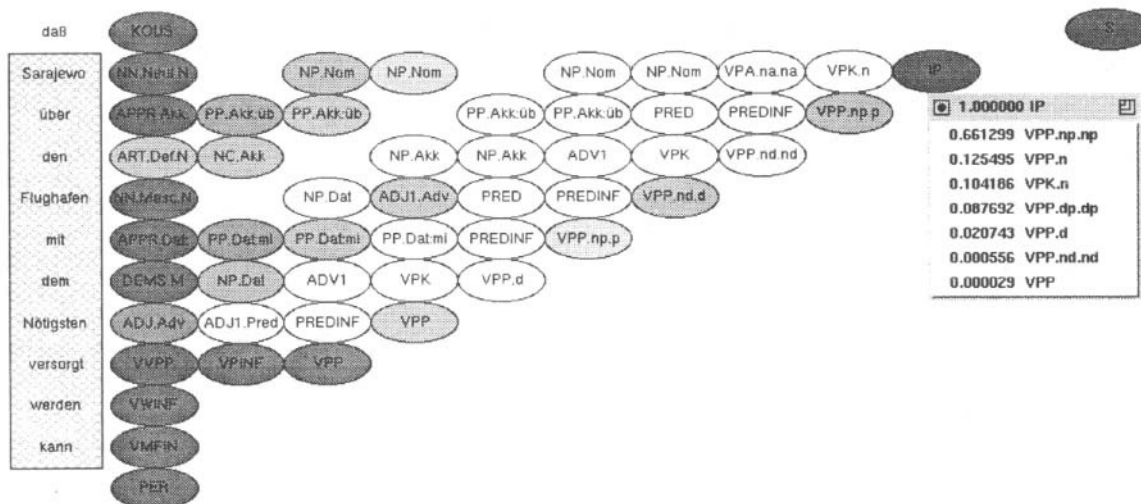 daß KOUS S
Sarajewo NN.Neut.N NP.Nom NP.Nom NP.Nom NP.Nom VPA.na.na VPK.n IP
über APPR.Akk PP.Akk:üb PP.Akk:üb PP.Akk:üb PP.Akk:üb PRED PREDINF VPP.np.p
1.000000 IP
0.661299 VPP.np.np
0.125495 VPP.n
0.104186 VPK.n
0.087692 VPP.dp.dp
0.020743 VPP.d
0.000556 VPP.nd.nd
0.000029 VPP
den ART.Def.N NC.Akk NP.Akk NP.Akk ADV1 VPK VPP.nd.nd
Flughafen NN.Masc.N NP.Dat ADJ1.Adv PRED PREDINF VPP.nd.d
mit APPR.Dat PP.Dat:mi PP.Dat:mi PP.Dat:mi PREDINF VPP.np.p
dem DEMS.M NP.Dat ADV1 VPK VPP.d
Nötigsten ADJ.Adv ADJ1.Pred PREDINF VPP
versorgt VVPP VPINF VPP
werden VWINF
kann VMFIN
. PER